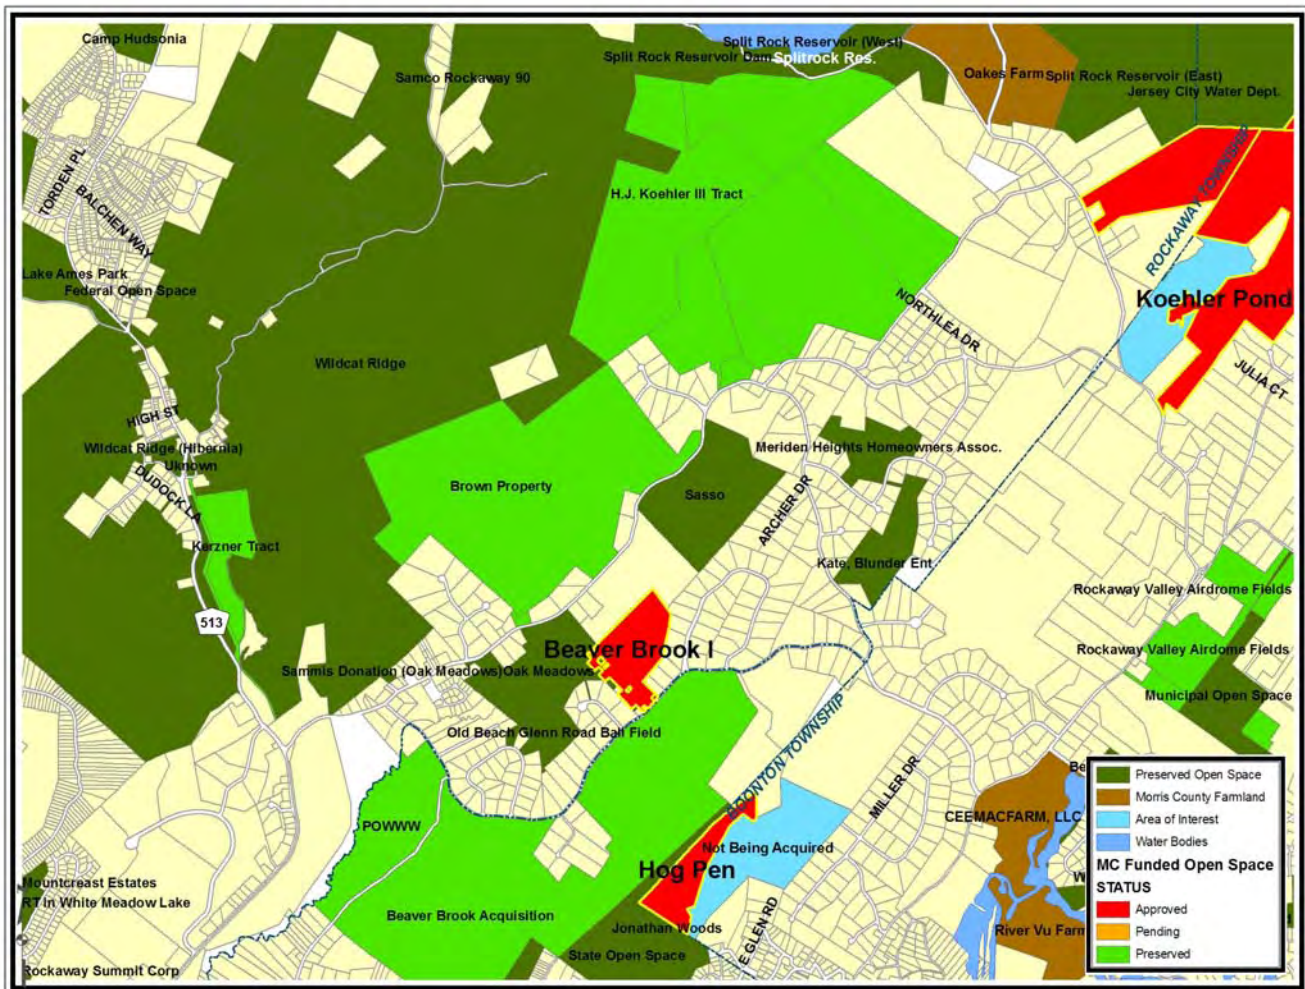 Camp Hudsonia
Split Rock Reservoir (West)
Split Rock Reservoir Dam
Splitrock Res.
Samco Rockaway 90
Oakes Farm
Split Rock Reservoir (East)
Jersey City Water Dept.
TORDEN PL
BALCHEN WAY
H.J. Koehler III Tract
ROCKAWAY TOWNSHIP
Lake Ames Park
Federal Open Space
Koehler Pond
NORTHLEA DR
Wildcat Ridge
JULIA CT
HIGH ST
Wildcat Ridge (Hibernia)
Uknown
Meriden Heights Homeowners Assoc.
DUDOCK LA
Brown Property
Sasso
ARCHER DR
Kerzner Tract
Kate, Blunder Ent.
Rockaway Valley Airdrome Fields
513
Beaver Brook I
Rockaway Valley Airdome Fields
Sammis Donation (Oak Meadows)
Oak Meadows
Municipal Open Space
Old Beach Glenn Road Ball Field
BOONTON TOWNSHIP
MILLER DR
Be
CEEMACFARM, LLC
POWWW
Not Being Acquired
Hog Pen
Mountcreast Estates
RT In White Meadow Lake
W
Beaver Brook Acquisition
Jonathan Woods
E GLEN RD
River Vu Farm
State Open Space
Rockaway Summit Corp
Preserved Open Space
Morris County Farmland
Area of Interest
Water Bodies
MC Funded Open Space
STATUS
Approved
Pending
Preserved